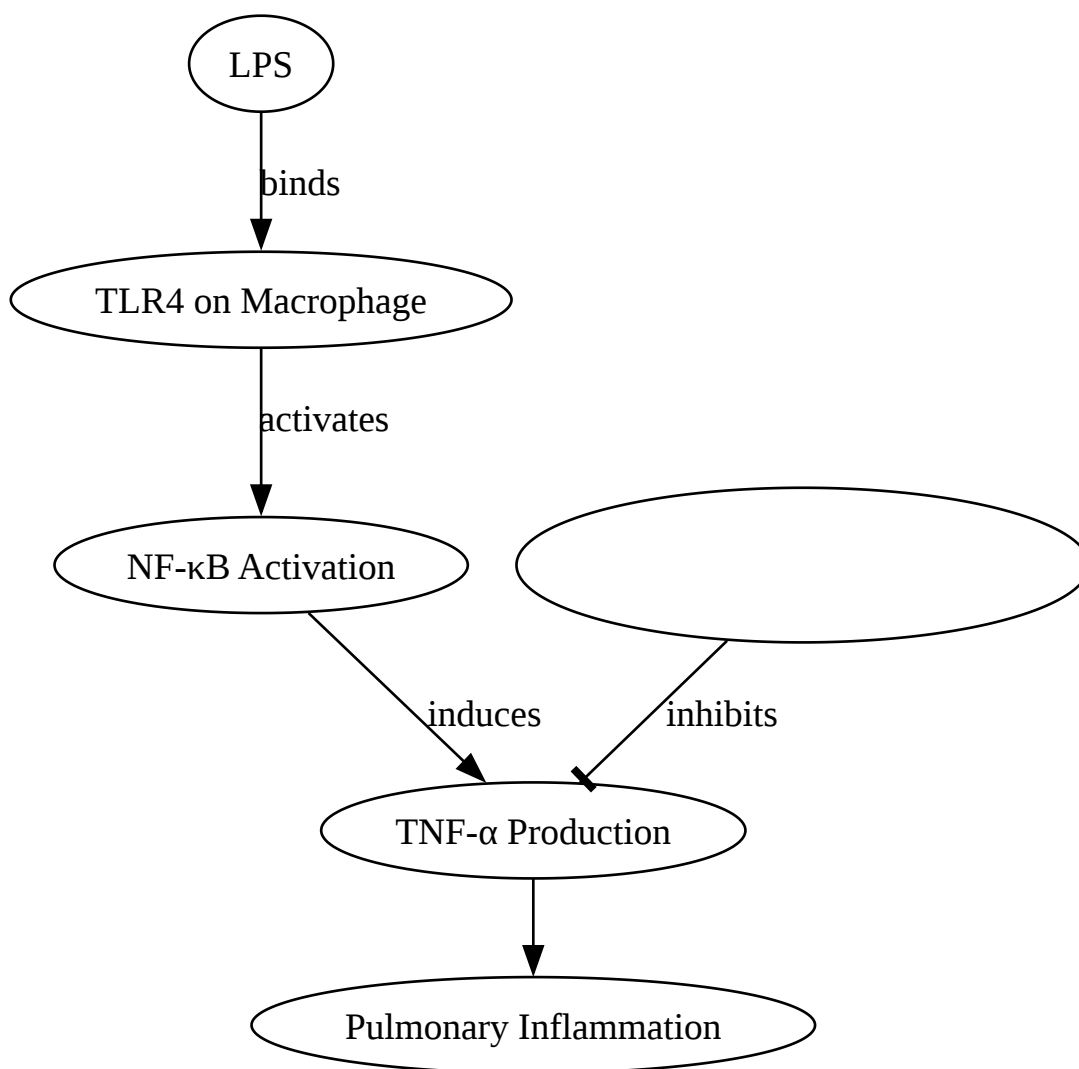 LPS
binds
TLR4 on Macrophage
activates
NF-κB Activation
induces
inhibits
TNF-α Production
Pulmonary Inflammation